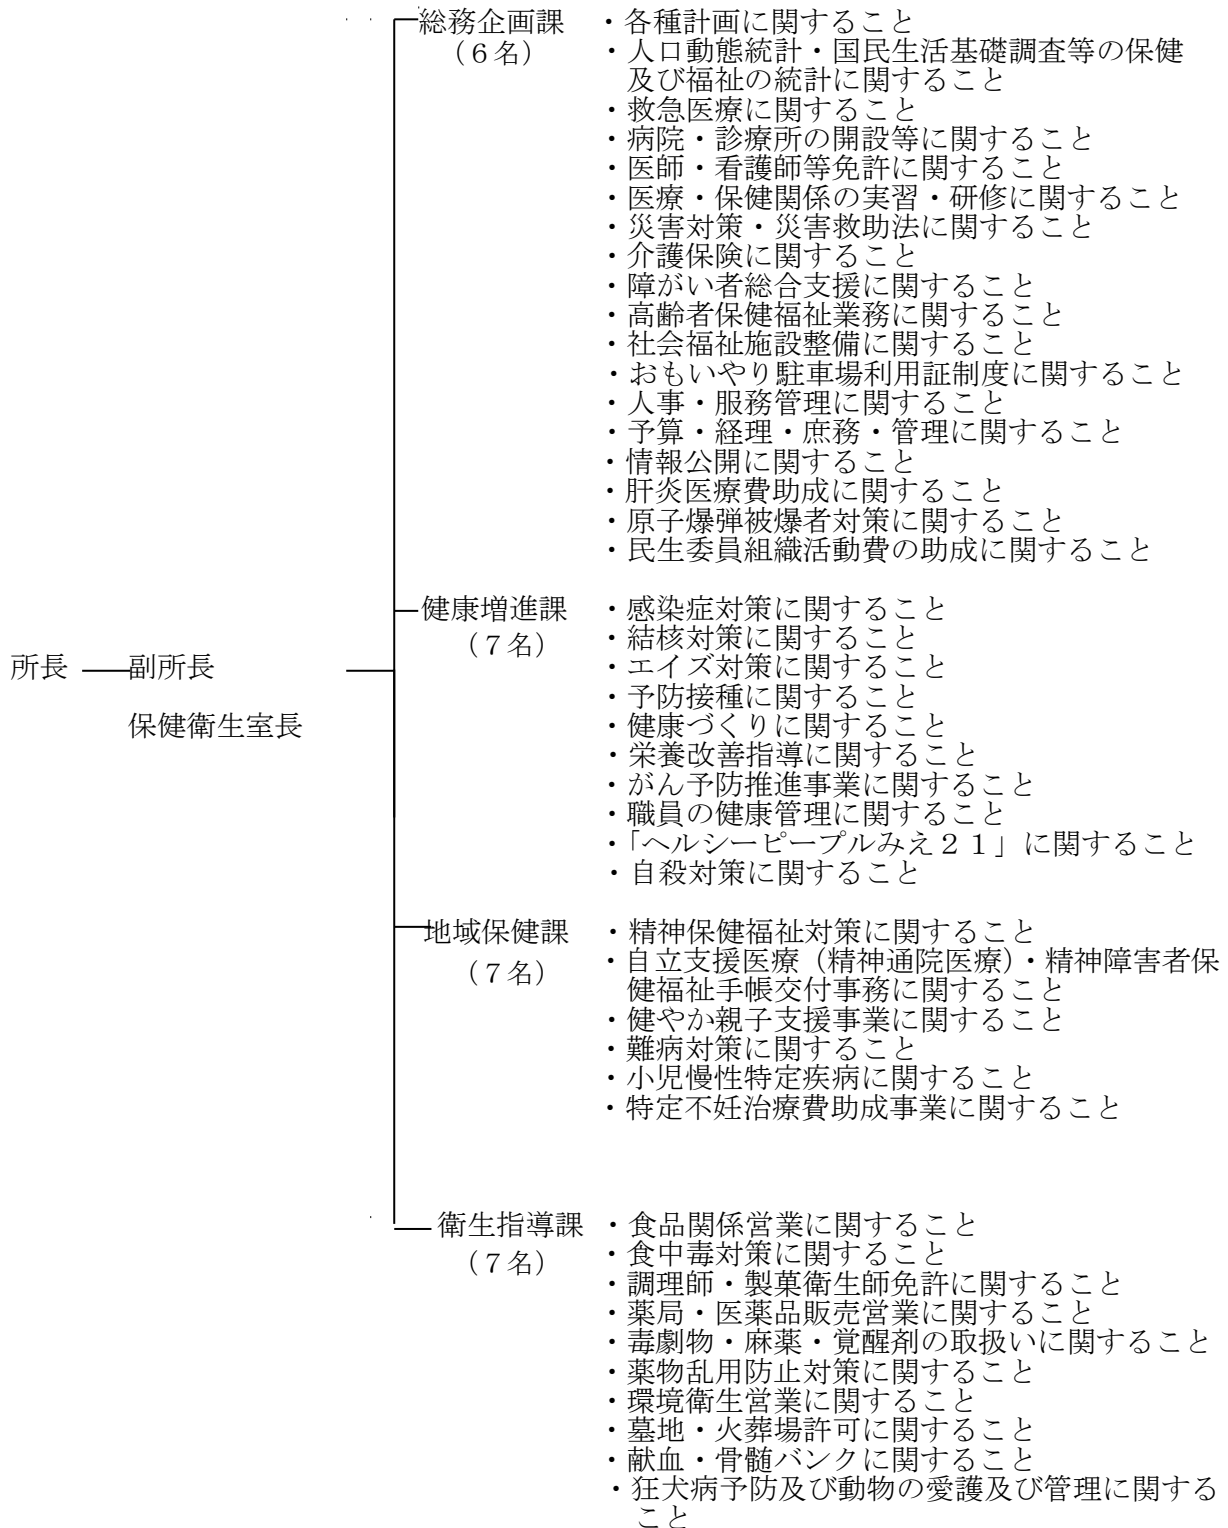 所長
副所長
保健衛生室長
総務企画課
(6名)
・各種計画に関すること
・人口動態統計・国民生活基礎調査等の保健
及び福祉の統計に関すること
・救急医療に関すること
・病院・診療所の開設等に関すること
・医師・看護師等免許に関すること
・医療・保健関係の実習・研修に関すること
・災害対策・災害救助法に関すること
・介護保険に関すること
・障がい者総合支援に関すること
・高齢者保健福祉業務に関すること
・社会福祉施設整備に関すること
・おもいやり駐車場利用証制度に関すること
・人事・服務管理に関すること
・予算・経理・庶務・管理に関すること
・情報公開に関すること
・肝炎医療費助成に関すること
・原子爆弾被爆者対策に関すること
・民生委員組織活動費の助成に関すること
健康増進課
(7名)
・感染症対策に関すること
・結核対策に関すること
・エイズ対策に関すること
・予防接種に関すること
・健康づくりに関すること
・栄養改善指導に関すること
・がん予防推進事業に関すること
・職員の健康管理に関すること
・「ヘルシーピープルみえ21」に関すること
・自殺対策に関すること
地域保健課
(7名)
・精神保健福祉対策に関すること
・自立支援医療(精神通院医療)・精神障害者保
健福祉手帳交付事務に関すること
・健やか親子支援事業に関すること
・難病対策に関すること
・小児慢性特定疾病に関すること
・特定不妊治療費助成事業に関すること
衛生指導課
(7名)
・食品関係営業に関すること
・食中毒対策に関すること
・調理師・製菓衛生師免許に関すること
・薬局・医薬品販売営業に関すること
・毒劇物・麻薬・覚醒剤の取扱いに関すること
・薬物乱用防止対策に関すること
・環境衛生営業に関すること
・墓地・火葬場許可に関すること
・献血・骨髄バンクに関すること
・狂犬病予防及び動物の愛護及び管理に関する
こと